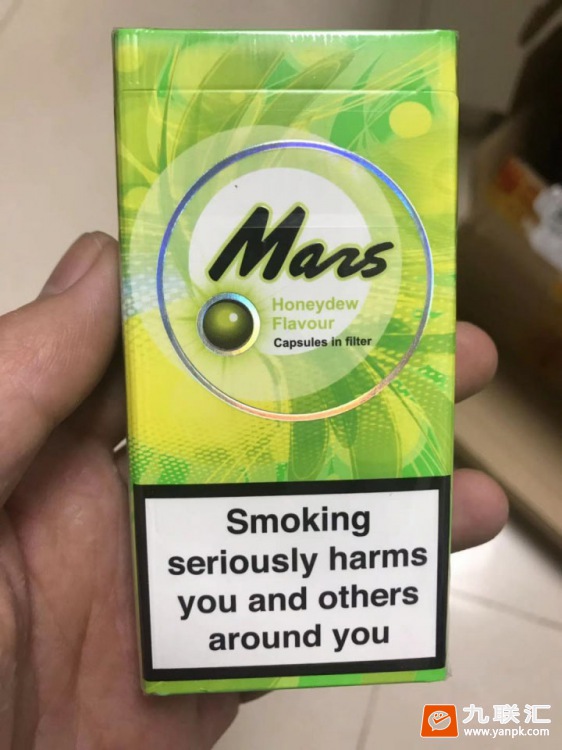 Mars
Honeydew
Flavour
Capsules in filter
Smoking
seriously harms
you and others
around you
九联汇
www.yanpk.com